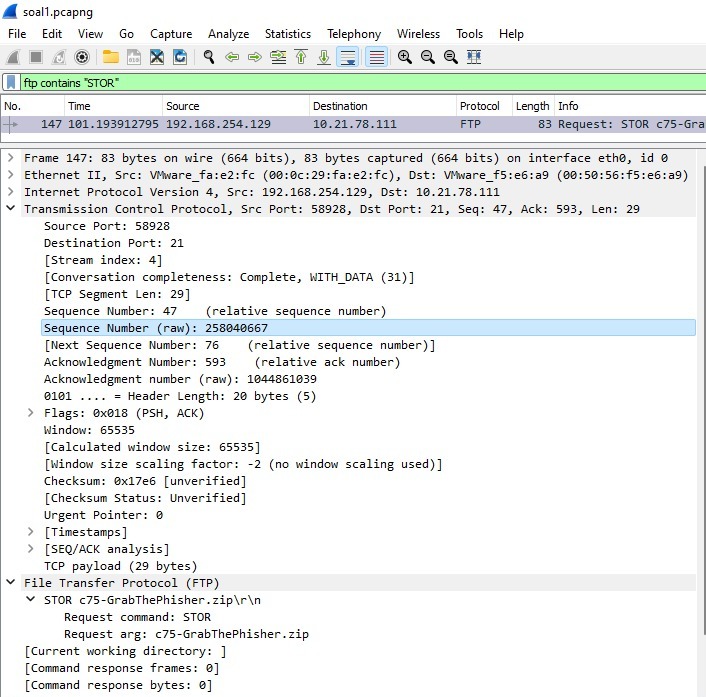 soal1.pcapng
File Edit View Go Capture Analyze Statistics Telephony Wireless Tools Help
ftp contains "STOR"
No. Time Source Destination Protocol Length Info
147 101.193912795 192.168.254.129 10.21.78.111 FTP 83 Request: STOR c75-Gra
Frame 147: 83 bytes on wire (664 bits), 83 bytes captured (664 bits) on interface eth0, id 0
Ethernet II, Src: VMware_fa:e2:fc (00:0c:29:fa:e2:fc), Dst: VMware_f5:e6:a9 (00:50:56:f5:e6:a9)
Internet Protocol Version 4, Src: 192.168.254.129, Dst: 10.21.78.111
Transmission Control Protocol, Src Port: 58928, Dst Port: 21, Seq: 47, Ack: 593, Len: 29
Source Port: 58928
Destination Port: 21
[Stream index: 4]
[Conversation completeness: Complete, WITH_DATA (31)]
[TCP Segment Len: 29]
Sequence Number: 47 (relative sequence number)
Sequence Number (raw): 258040667
[Next Sequence Number: 76 (relative sequence number)]
Acknowledgment Number: 593 (relative ack number)
Acknowledgment number (raw): 1044861039
0101 .... = Header Length: 20 bytes (5)
Flags: 0x018 (PSH, ACK)
Window: 65535
[Calculated window size: 65535]
[Window size scaling factor: -2 (no window scaling used)]
Checksum: 0x17e6 [unverified]
[Checksum Status: Unverified]
Urgent Pointer: 0
[Timestamps]
[SEQ/ACK analysis]
TCP payload (29 bytes)
File Transfer Protocol (FTP)
STOR c75-GrabThePhisher.zip\r\n
Request command: STOR
Request arg: c75-GrabThePhisher.zip
[Current working directory: ]
[Command response frames: 0]
[Command response bytes: 0]